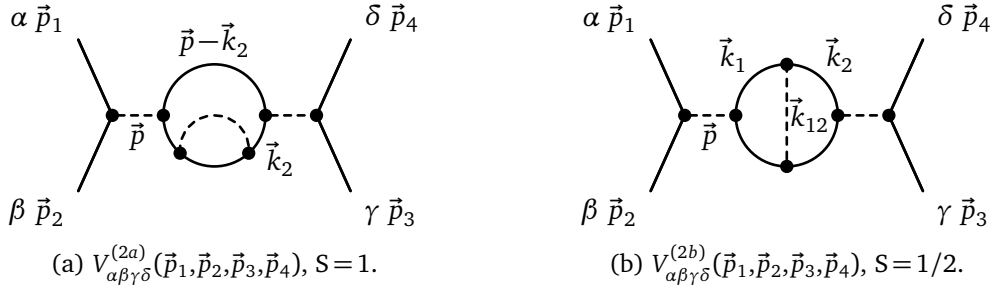 α p⃗₁ δ p⃗₄ α p⃗₁ δ p⃗₄
p⃗−k⃗₂ k⃗₁ k⃗₂
p⃗ k⃗₂ p⃗ k⃗₁₂
β p⃗₂ γ p⃗₃ β p⃗₂ γ p⃗₃
(a) V⁽²ᵃ⁾_αβγδ(p⃗₁,p⃗₂,p⃗₃,p⃗₄), S=1. (b) V⁽²ᵇ⁾_αβγδ(p⃗₁,p⃗₂,p⃗₃,p⃗₄), S=1/2.